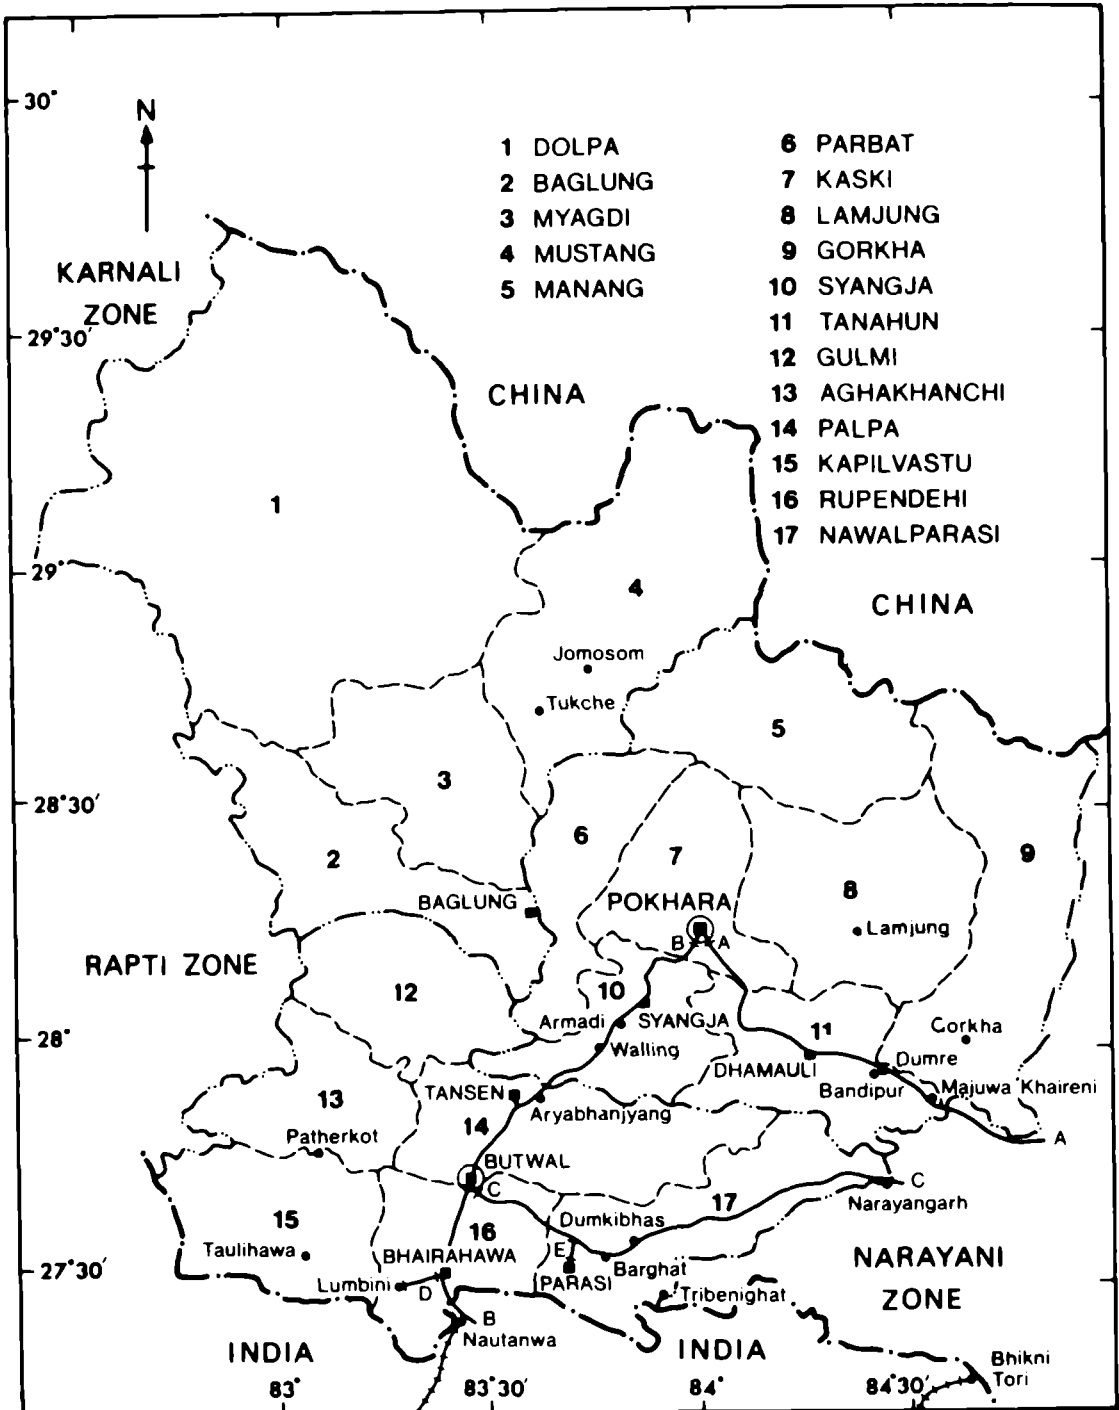 30°
N
1 DOLPA
2 BAGLUNG
3 MYAGDI
4 MUSTANG
5 MANANG
6 PARBAT
7 KASKI
8 LAMJUNG
9 GORKHA
10 SYANGJA
11 TANAHUN
12 GULMI
13 AGHAKHANCHI
14 PALPA
15 KAPILVASTU
16 RUPENDEHI
17 NAWALPARASI
KARNALI
ZONE
29°30'
CHINA
1
29°
4
CHINA
Jomosom
Tukche
5
3
28°30'
6
2
7
9
8
BAGLUNG
POKHARA
B A
Lamjung
RAPTI ZONE
12
10
Armadi
SYANGJA
11
Corkha
28°
Walling
DHAMAULI
Dumre
Bandipur
Majuwa Khaireni
TANSEN
Aryabhanjyang
13
14
Patherkot
A
BUTWAL
C
C
17
Narayangarh
15
16
Dumkibhas
Taulihawa
BHAIRAHAWA
E
Barghat
NARAYANI
ZONE
27°30'
Lumbini
D
PARASI
Tribenighat
B
Nautanwa
INDIA
INDIA
Bhikni
Tori
83°
83°30'
84°
84°30'